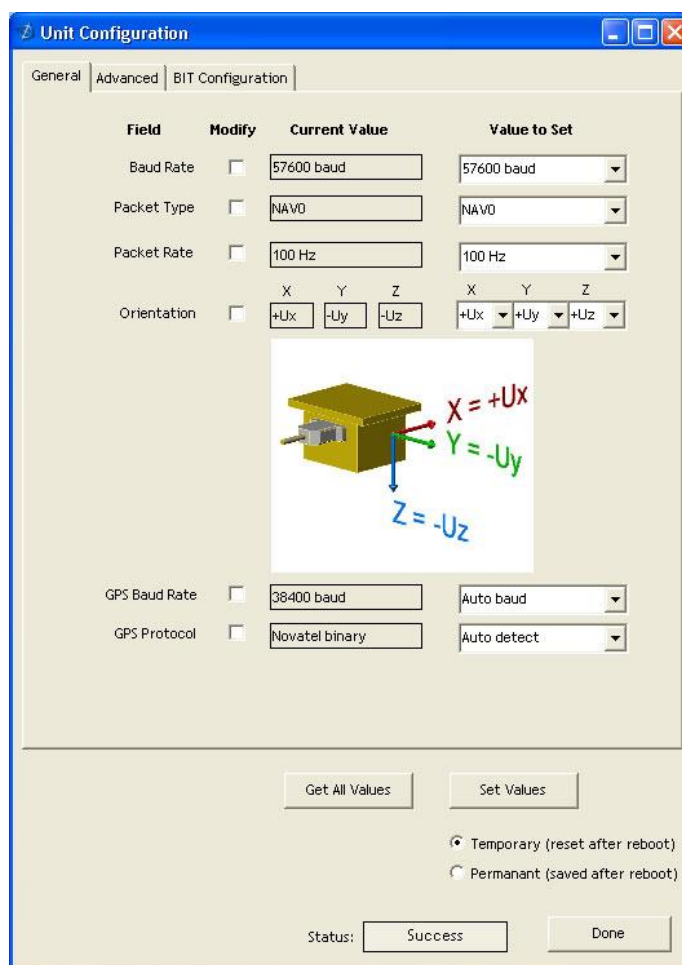 Unit Configuration
General Advanced BIT Configuration
Field Modify Current Value Value to Set
Baud Rate 57600 baud 57600 baud
Packet Type NAV0 NAV0
Packet Rate 100 Hz 100 Hz
X Y Z X Y Z
Orientation +Ux -Uy -Uz +Ux +Uy +Uz
X = +Ux
Y = -Uy
Z = -Uz
GPS Baud Rate 38400 baud Auto baud
GPS Protocol Novatel binary Auto detect
Get All Values Set Values
Temporary (reset after reboot)
Permanant (saved after reboot)
Status: Success Done